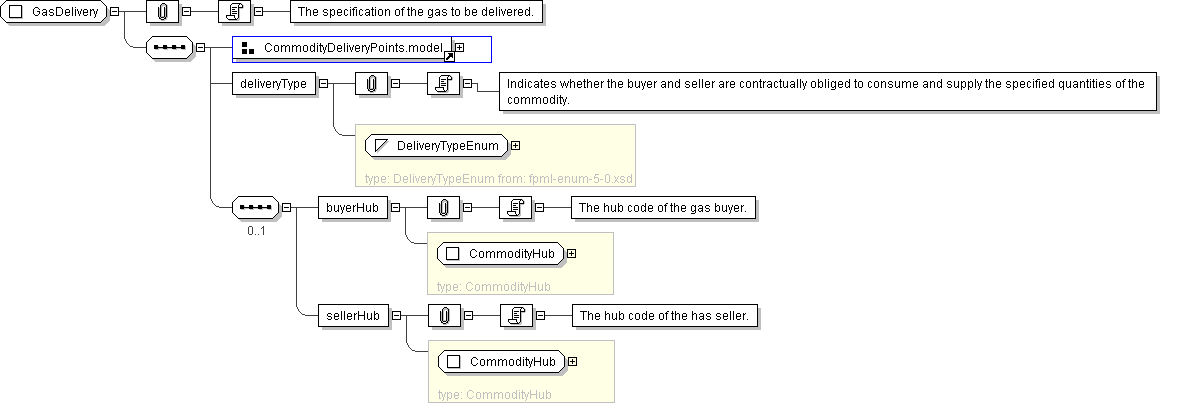 GasDelivery
The specification of the gas to be delivered.
CommodityDeliveryPoints.model
deliveryType
Indicates whether the buyer and seller are contractually obliged to consume and supply the specified quantities of the
commodity.
DeliveryTypeEnum
type: DeliveryTypeEnum from: fpml-enum-5-0.xsd
0..1
buyerHub
The hub code of the gas buyer.
CommodityHub
type: CommodityHub
sellerHub
The hub code of the has seller.
CommodityHub
type: CommodityHub